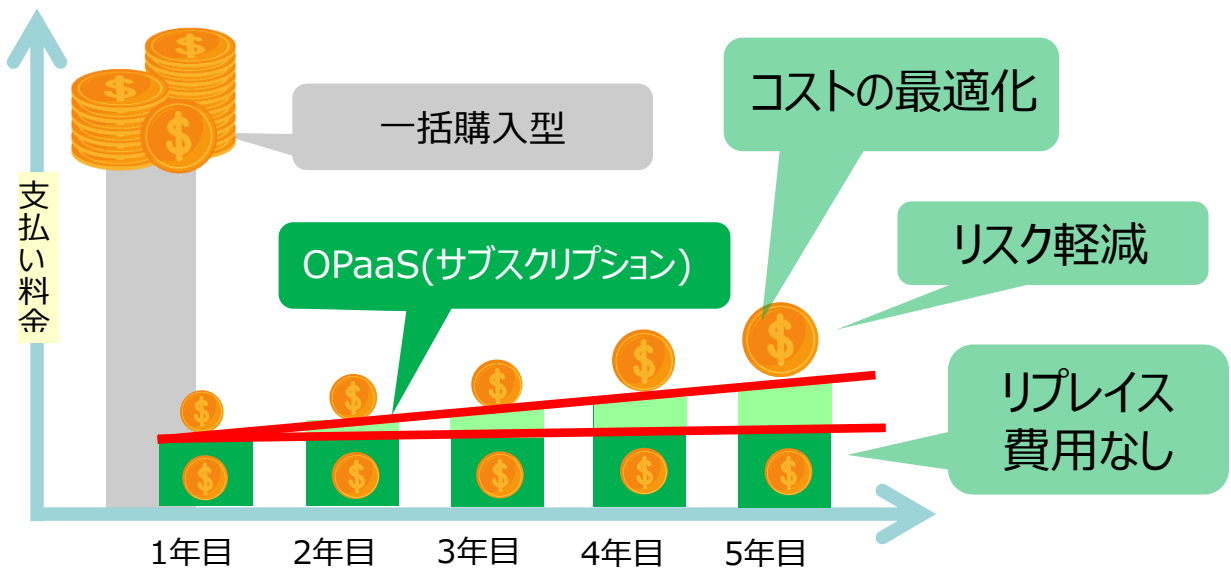 支払い料金
一括購入型
コストの最適化
OPaaS(サブスクリプション)
リスク軽減
リプレイス
費用なし
1年目
2年目
3年目
4年目
5年目